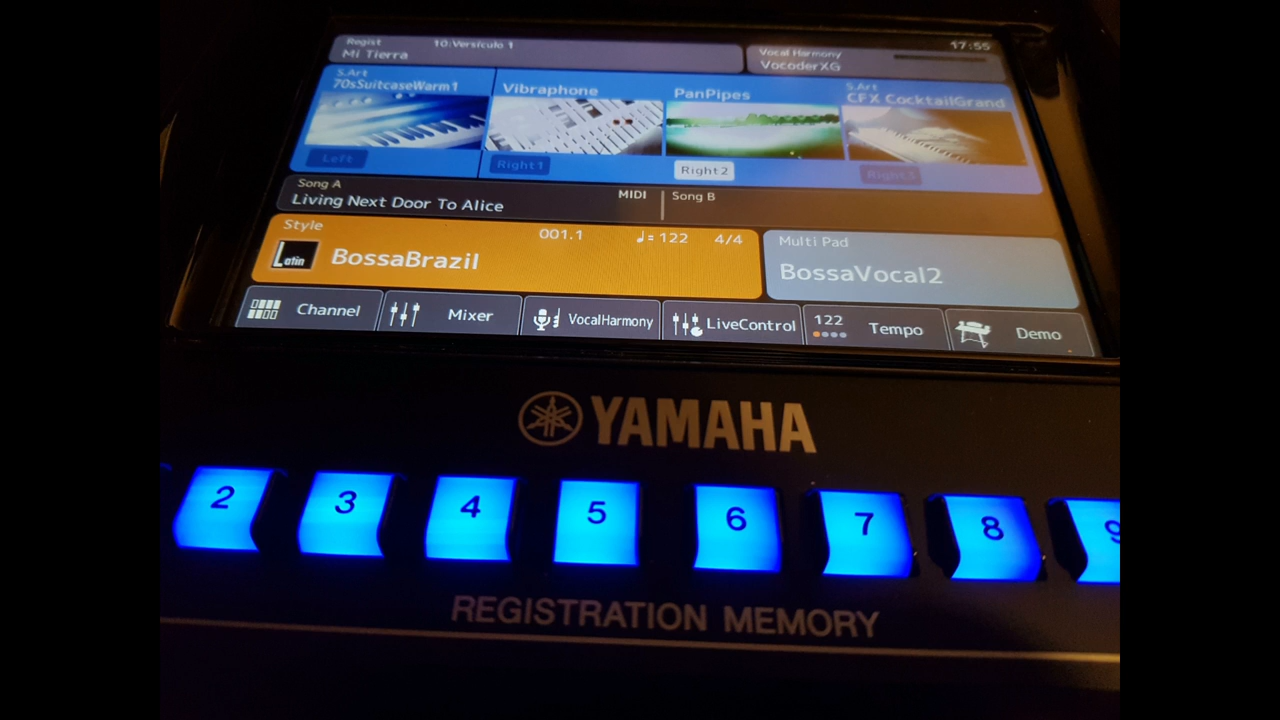 Regist
10:Versículo 1
Mi Tierra
Vocal Harmony
17:55
VocoderXG
S.Art
70sSuitcaseWarm1
Vibraphone
PanPipes
S.Art
CFX CocktailGrand
Left
Right1
Right2
Right3
Song A
Living Next Door To Alice
MIDI
Song B
Style
001.1
♩= 122
4/4
Latin
BossaBrazil
Multi Pad
BossaVocal2
Channel
Mixer
VocalHarmony
LiveControl
122
Tempo
Demo
YAMAHA
2 3 4 5 6 7 8 9
REGISTRATION MEMORY